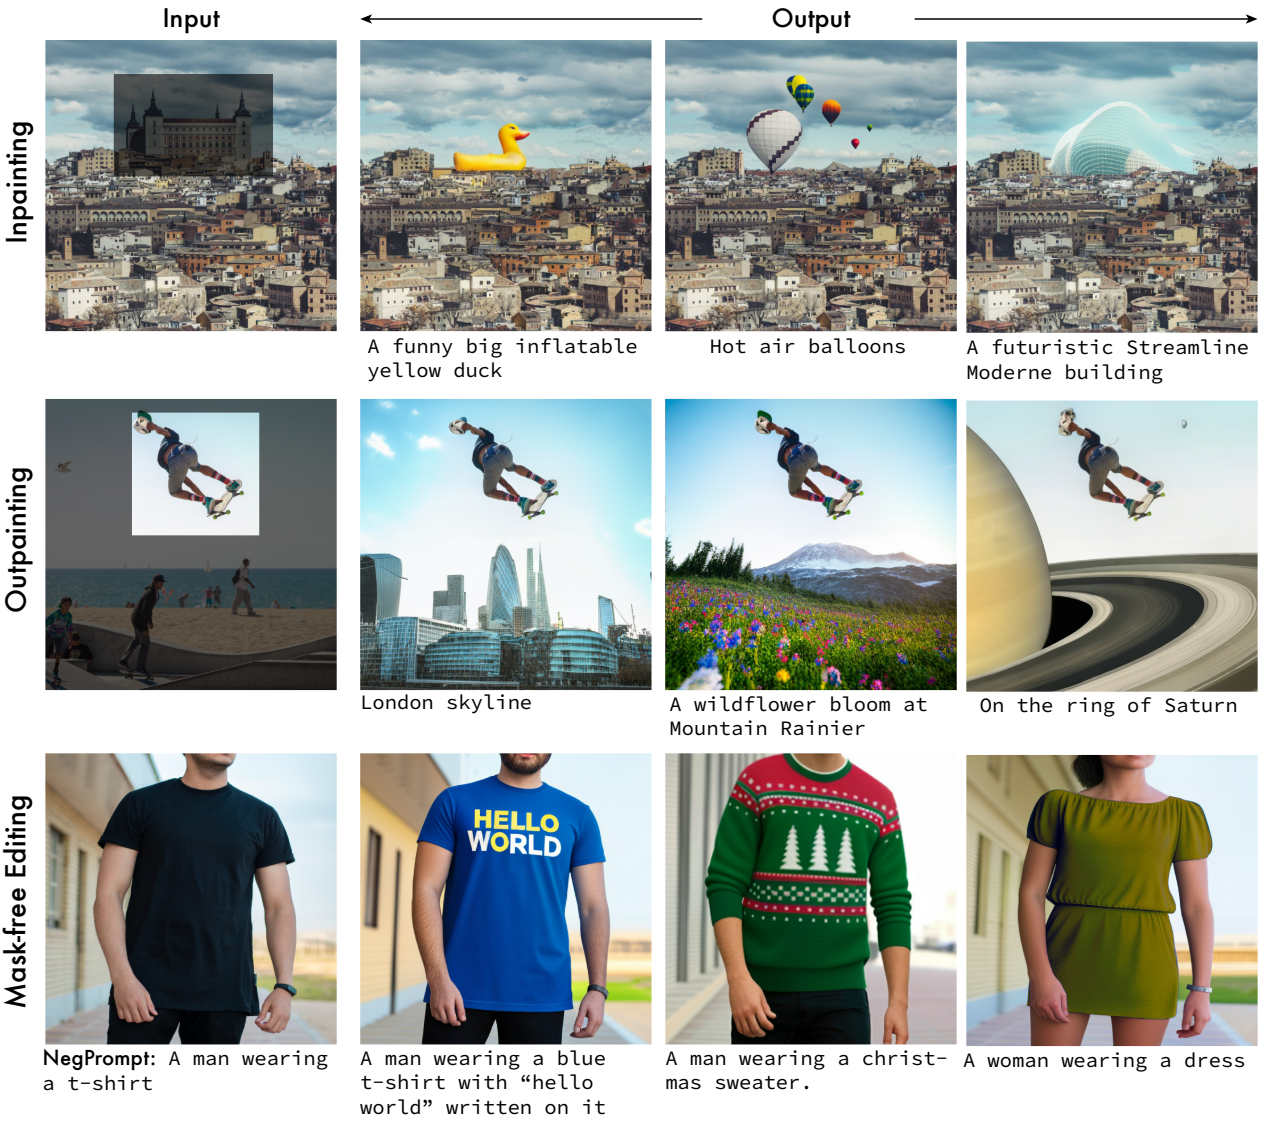 Input
Output
Inpainting
A funny big inflatable
yellow duck
Hot air balloons
A futuristic Streamline
Moderne building
Outpainting
London skyline
A wildflower bloom at
Mountain Rainier
On the ring of Saturn
Mask-free Editing
HELLO
WORLD
NegPrompt: A man wearing
a t-shirt
A man wearing a blue
t-shirt with “hello
world” written on it
A man wearing a christ-
mas sweater.
A woman wearing a dress